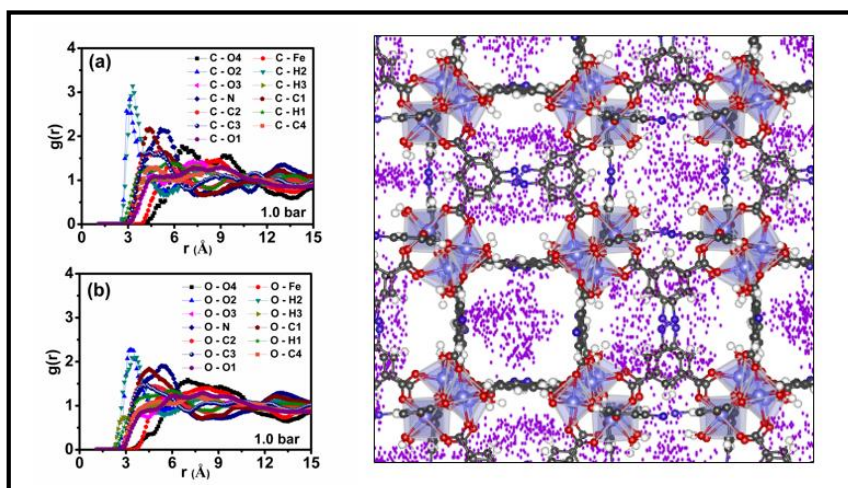 4
3
2
1
0
g(r)
(a)
C - O4 C - Fe
C - O2 C - H2
C - O3 C - H3
C - N C - C1
C - C2 C - H1
C - C3 C - C4
C - O1
1.0 bar
0 3 6 9 12 15
r (Å)
4
3
2
1
0
g(r)
(b)
O - O4 O - Fe
O - O2 O - H2
O - O3 O - H3
O - N O - C1
O - C2 O - H1
O - C3 O - C4
O - O1
1.0 bar
0 3 6 9 12 15
r (Å)